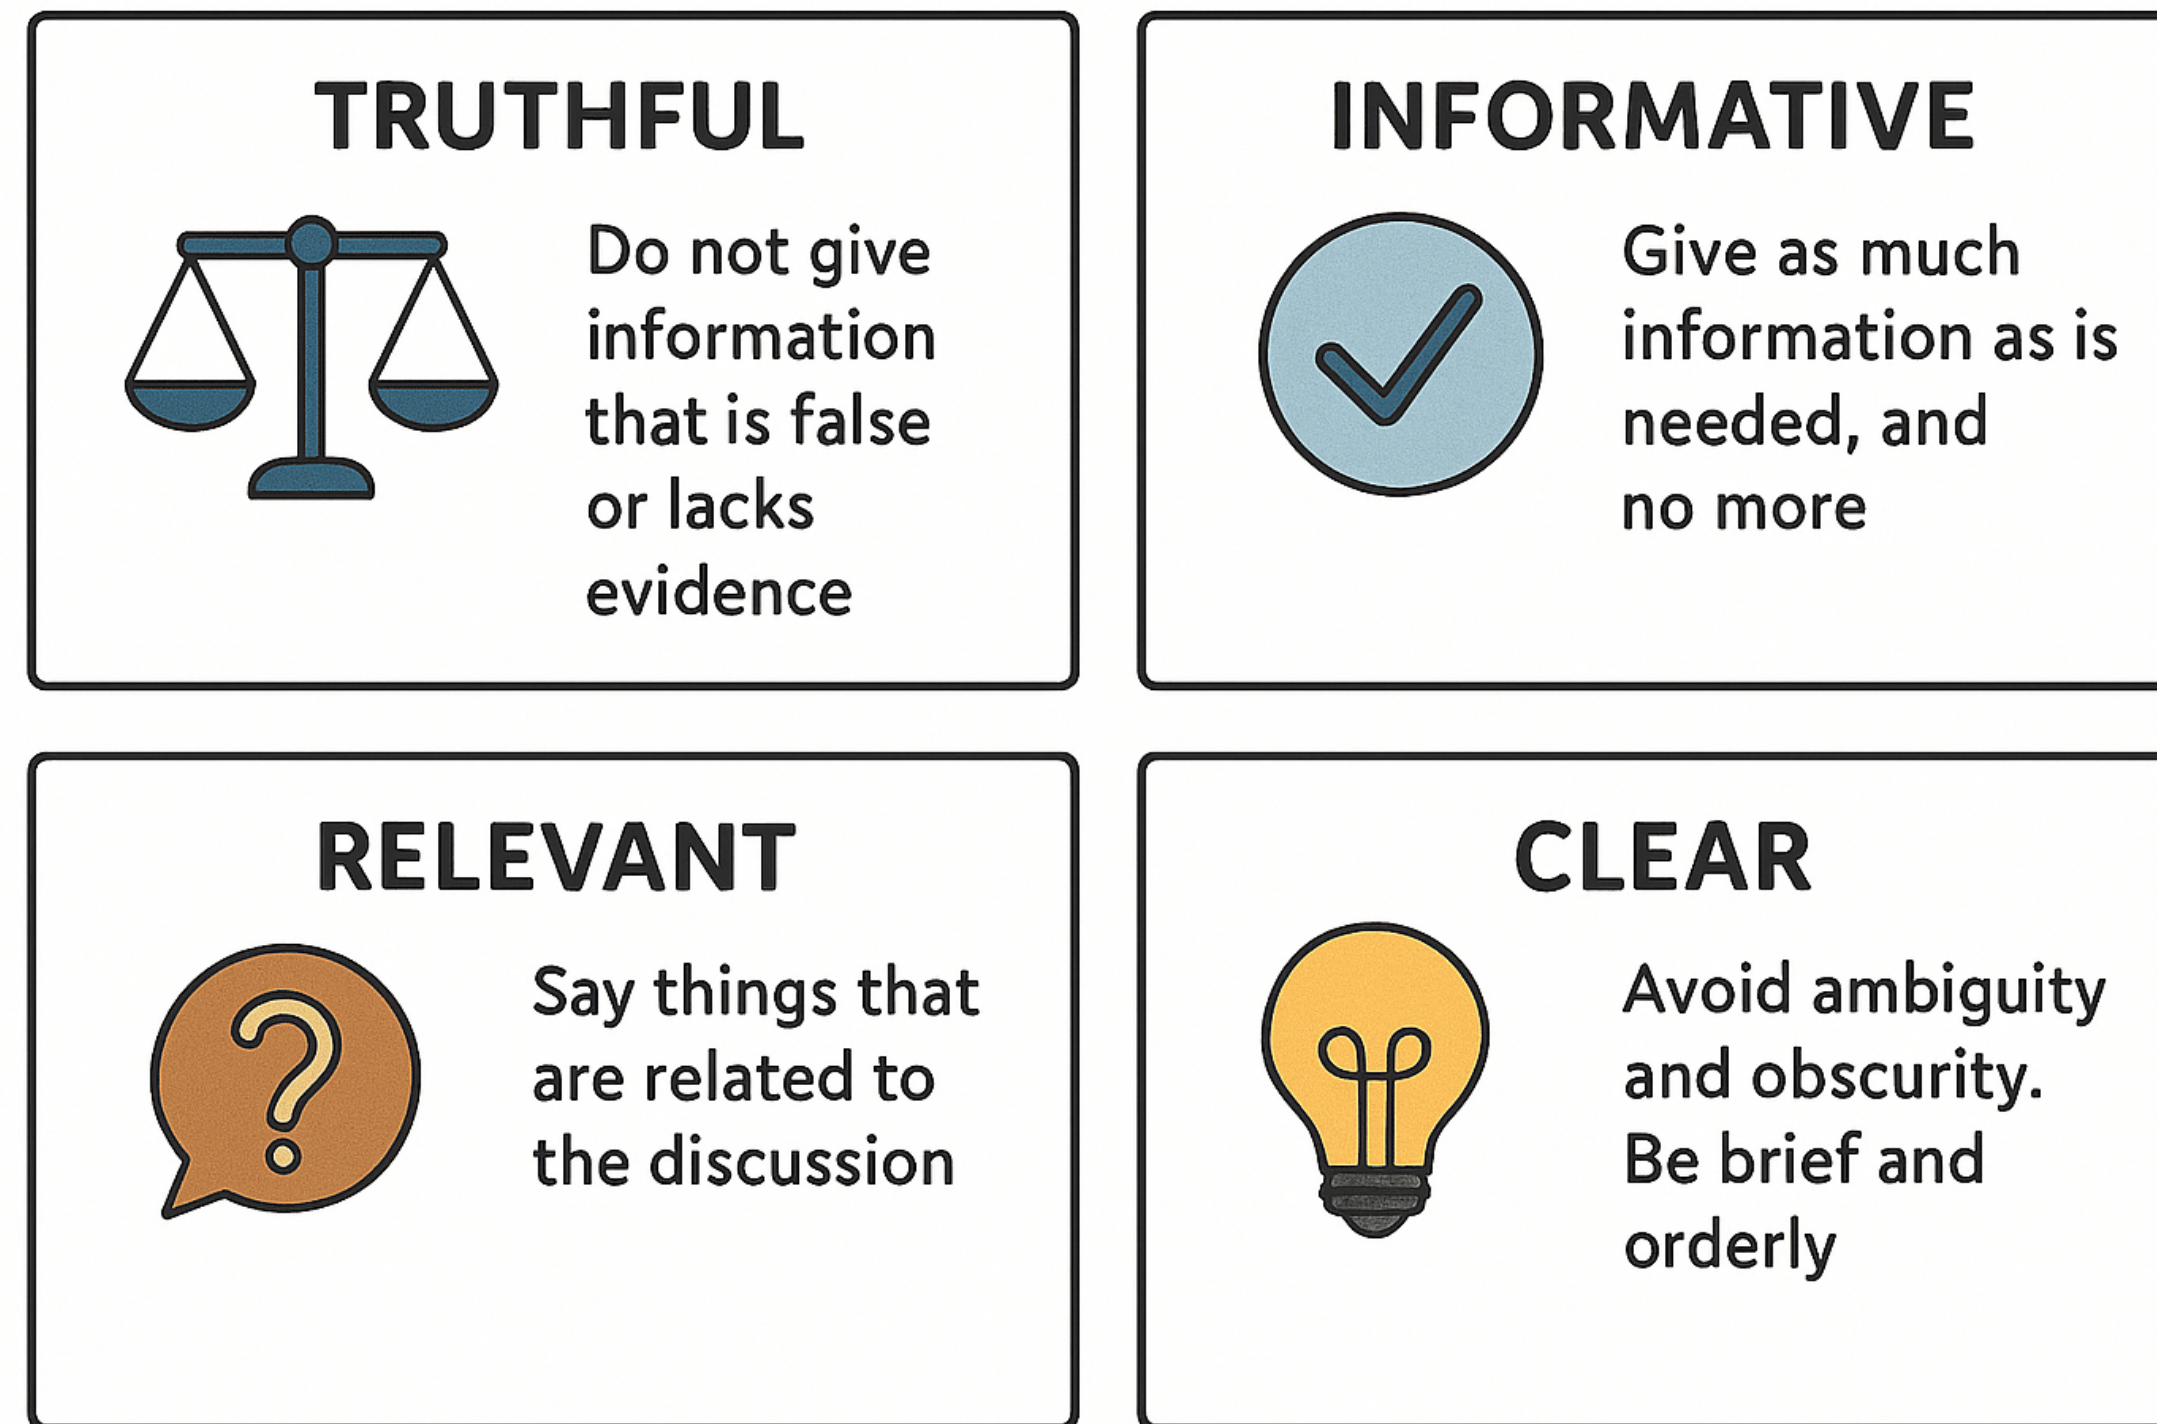 TRUTHFUL
Do not give
information
that is false
or lacks
evidence
INFORMATIVE
Give as much
information as is
needed, and
no more
RELEVANT
Say things that
are related to
the discussion
CLEAR
Avoid ambiguity
and obscurity.
Be brief and
orderly